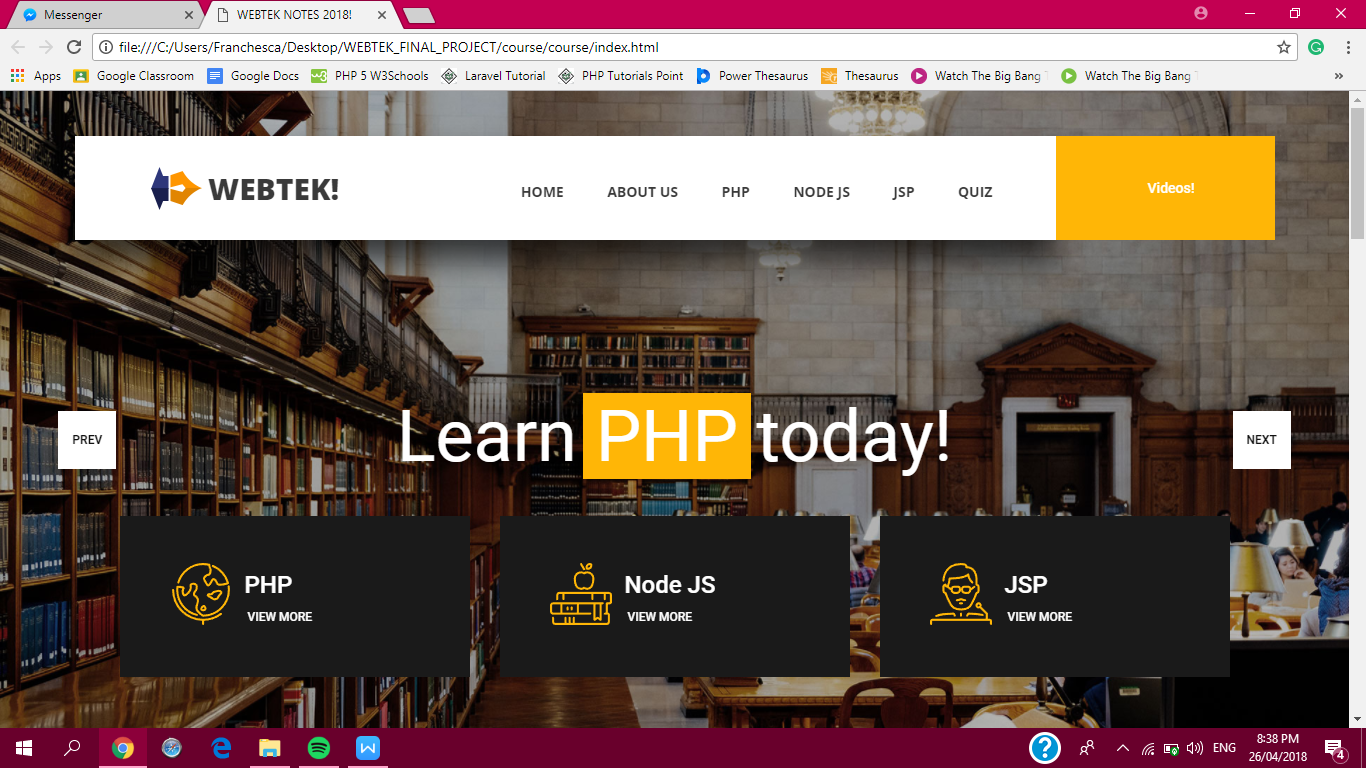 Messenger
WEBTEK NOTES 2018!
file:///C:/Users/Franchesca/Desktop/WEBTEK_FINAL_PROJECT/course/course/index.html
Apps Google Classroom Google Docs PHP 5 W3Schools Laravel Tutorial PHP Tutorials Point Power Thesaurus Thesaurus Watch The Big Bang Watch The Big Bang
WEBTEK!
HOME ABOUT US PHP NODE JS JSP QUIZ Videos!
PREV
Learn PHP today!
NEXT
PHP
VIEW MORE
Node JS
VIEW MORE
JSP
VIEW MORE
ENG
8:38 PM
26/04/2018
4